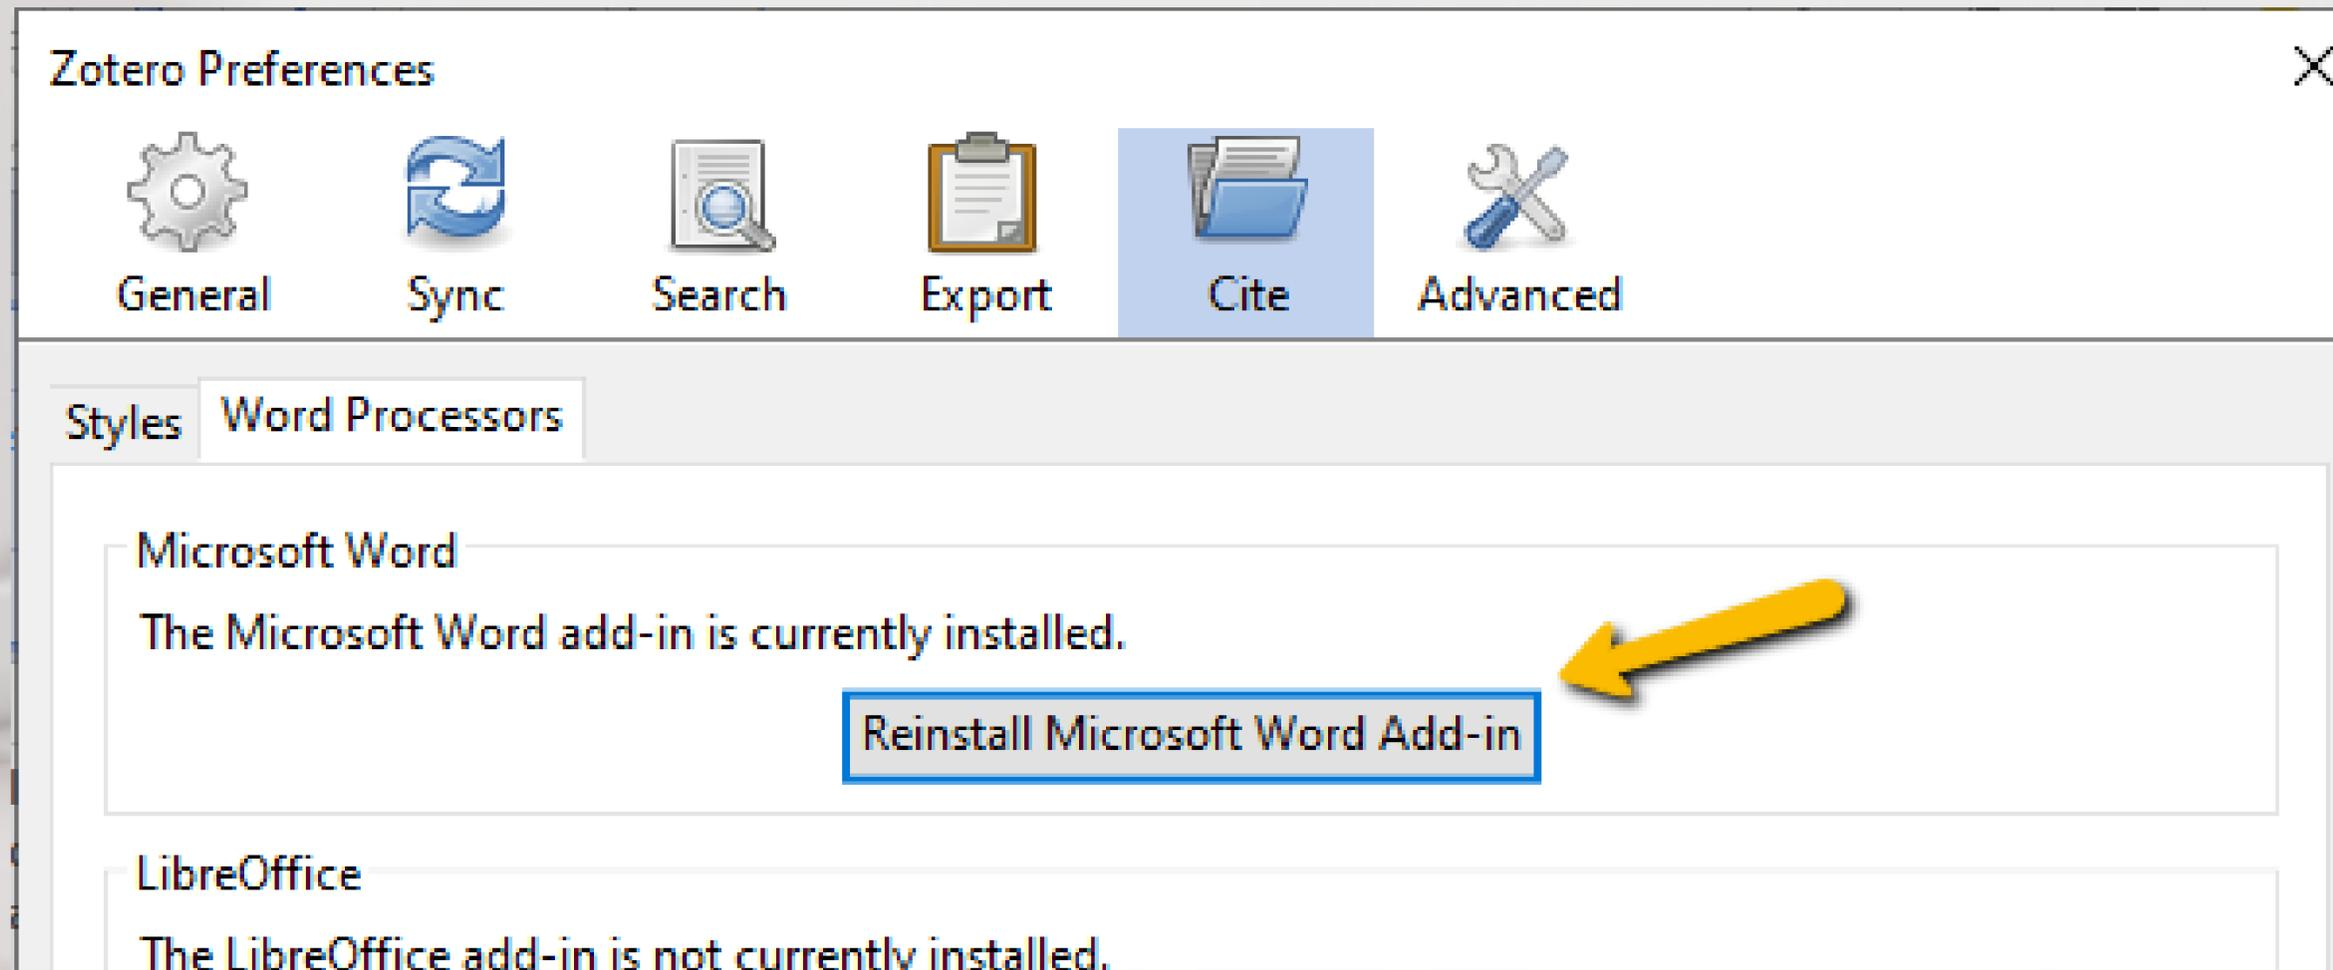 Zotero Preferences
General Sync Search Export Cite Advanced
Styles Word Processors
Microsoft Word
The Microsoft Word add-in is currently installed.
Reinstall Microsoft Word Add-in
LibreOffice
The LibreOffice add-in is not currently installed.